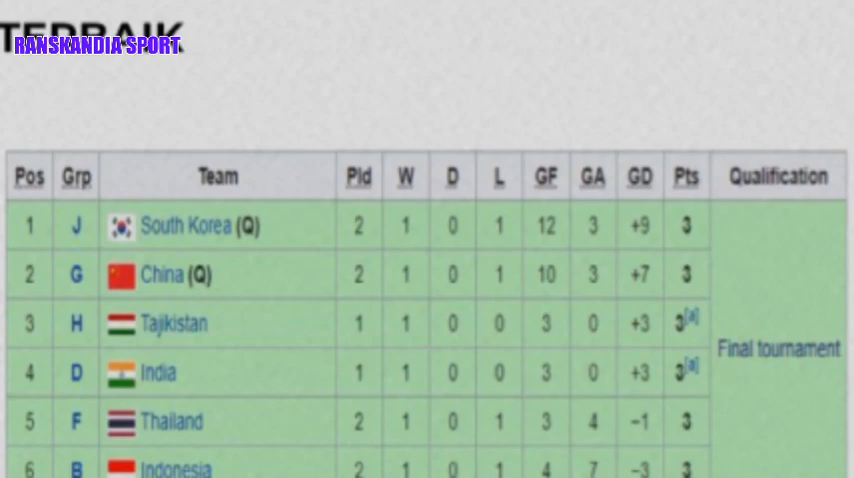 TERBAIK
RANSKANDIA SPORT
Pos Grp Team Pld W D L GF GA GD Pts Qualification
1 J South Korea (Q) 2 1 0 1 12 3 +9 3
2 G China (Q) 2 1 0 1 10 3 +7 3
3 H Tajikistan 1 1 0 0 3 0 +3 3[a]
Final tournament
4 D India 1 1 0 0 3 0 +3 3[a]
5 F Thailand 2 1 0 1 3 4 −1 3
6 B Indonesia 2 1 0 1 4 7 −3 3